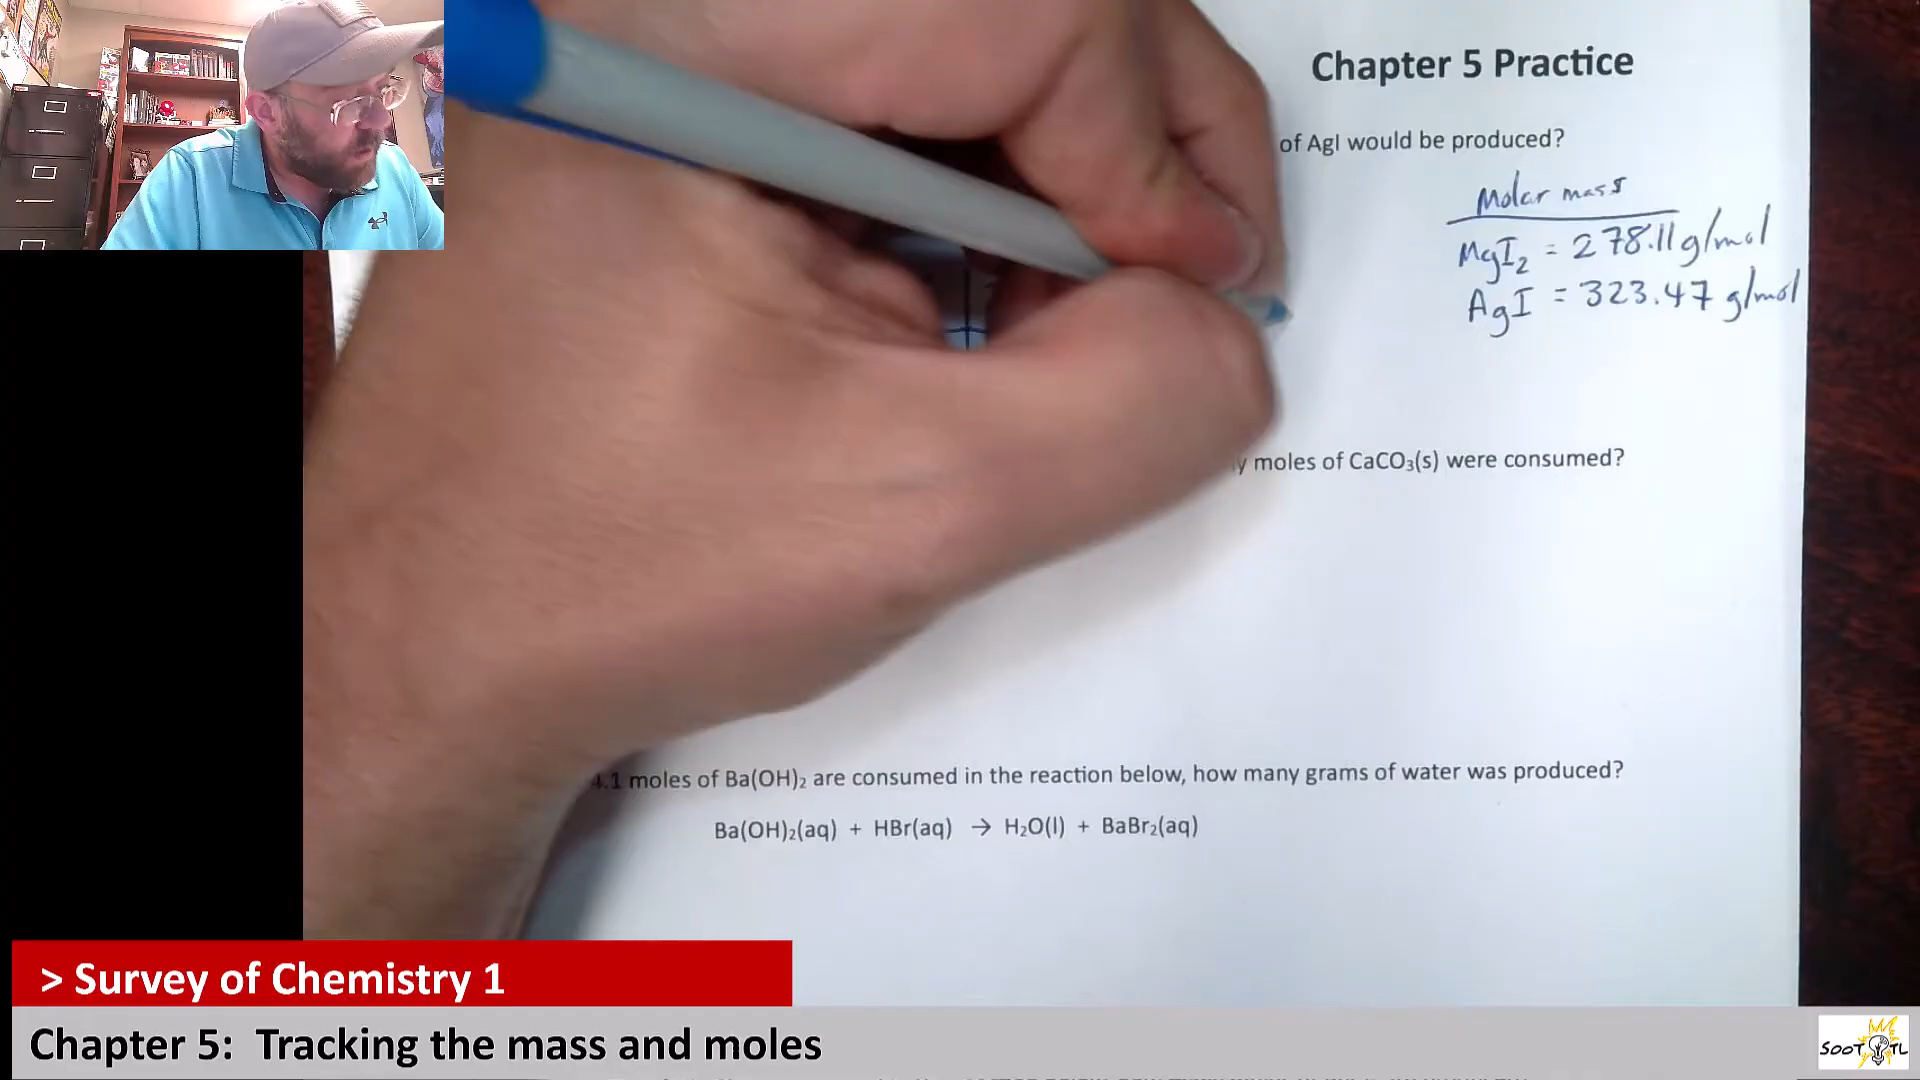 Chapter 5 Practice
of AgI would be produced?
Molar mass
MgI₂ = 278.11 g/mol
AgI = 323.47 g/mol
y moles of CaCO₃(s) were consumed?
4.1 moles of Ba(OH)₂ are consumed in the reaction below, how many grams of water was produced?
Ba(OH)₂(aq) + HBr(aq) → H₂O(l) + BaBr₂(aq)
> Survey of Chemistry 1
Chapter 5: Tracking the mass and moles
SOOT TL